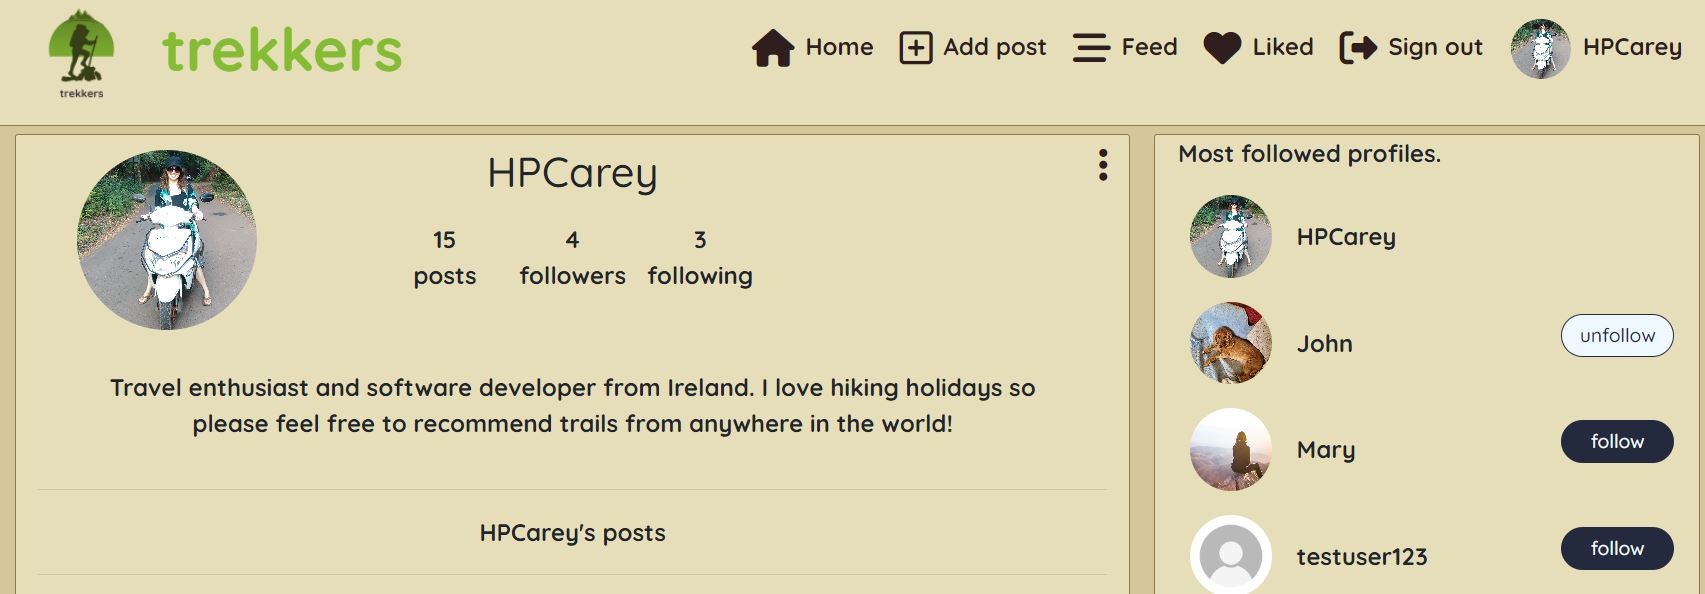 trekkers
trekkers
Home Add post Feed Liked Sign out HPCarey
HPCarey
15 posts
4 followers
3 following
Travel enthusiast and software developer from Ireland. I love hiking holidays so
please feel free to recommend trails from anywhere in the world!
HPCarey's posts
Most followed profiles.
HPCarey
John unfollow
Mary follow
testuser123 follow